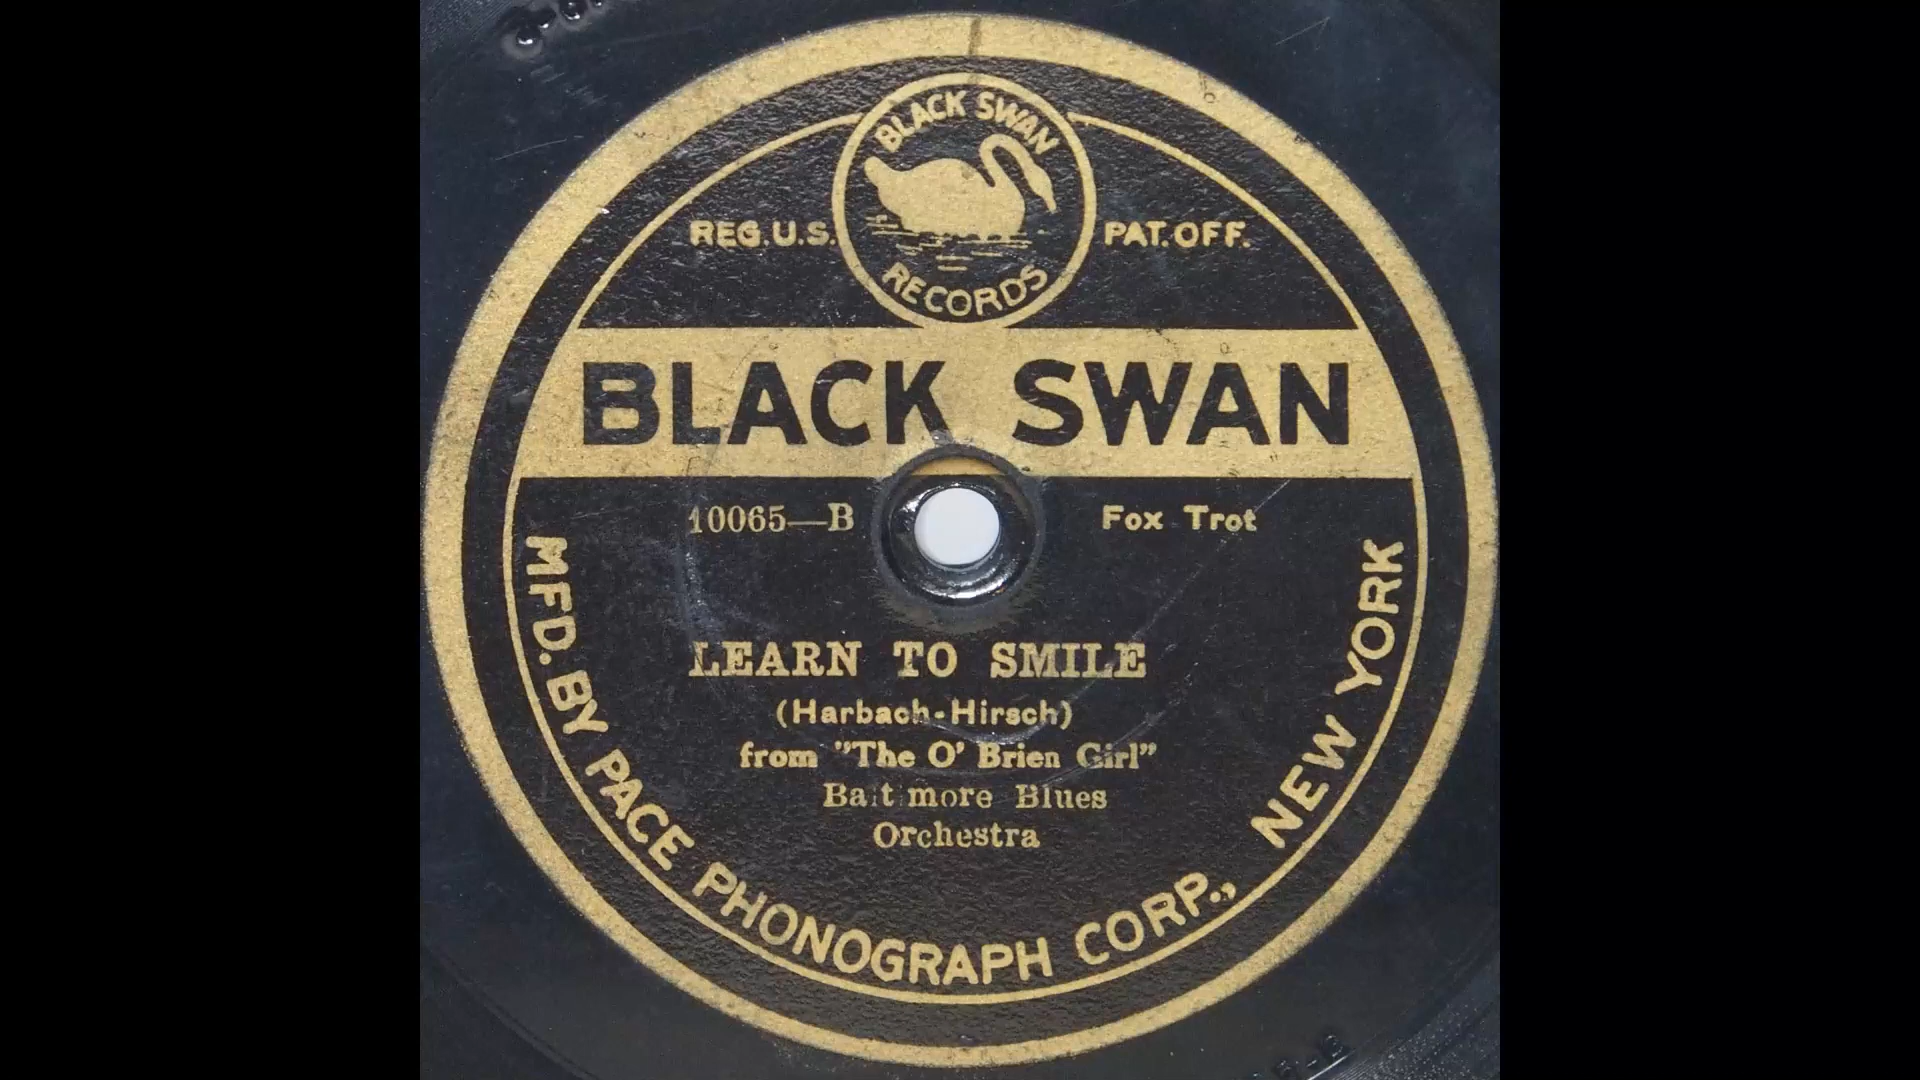 BLACK SWAN
RECORDS
REG. U.S. PAT. OFF.
BLACK SWAN
10065—B Fox Trot
LEARN TO SMILE
(Harbach-Hirsch)
from "The O' Brien Girl"
Baltimore Blues
Orchestra
MFD. BY PACE PHONOGRAPH CORP., NEW YORK